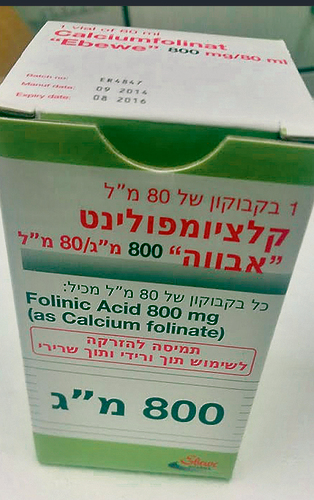 1 vial of 80 ml
Calciumfolinat
"Ebewe" 800 mg/80 ml
Batch no: ER4847
Manuf date: 09 2014
Expiry date: 08 2016
1 בקבוקון של 80 מ"ל
קלציומפולינט
"אבווה" 800 מ"ג/80 מ"ל
כל בקבוקון של 80 מ"ל מכיל:
Folinic Acid 800 mg
(as Calcium folinate)
תמיסה להזרקה
לשימוש תוך ורידי ותוך שרירי
800 מ"ג